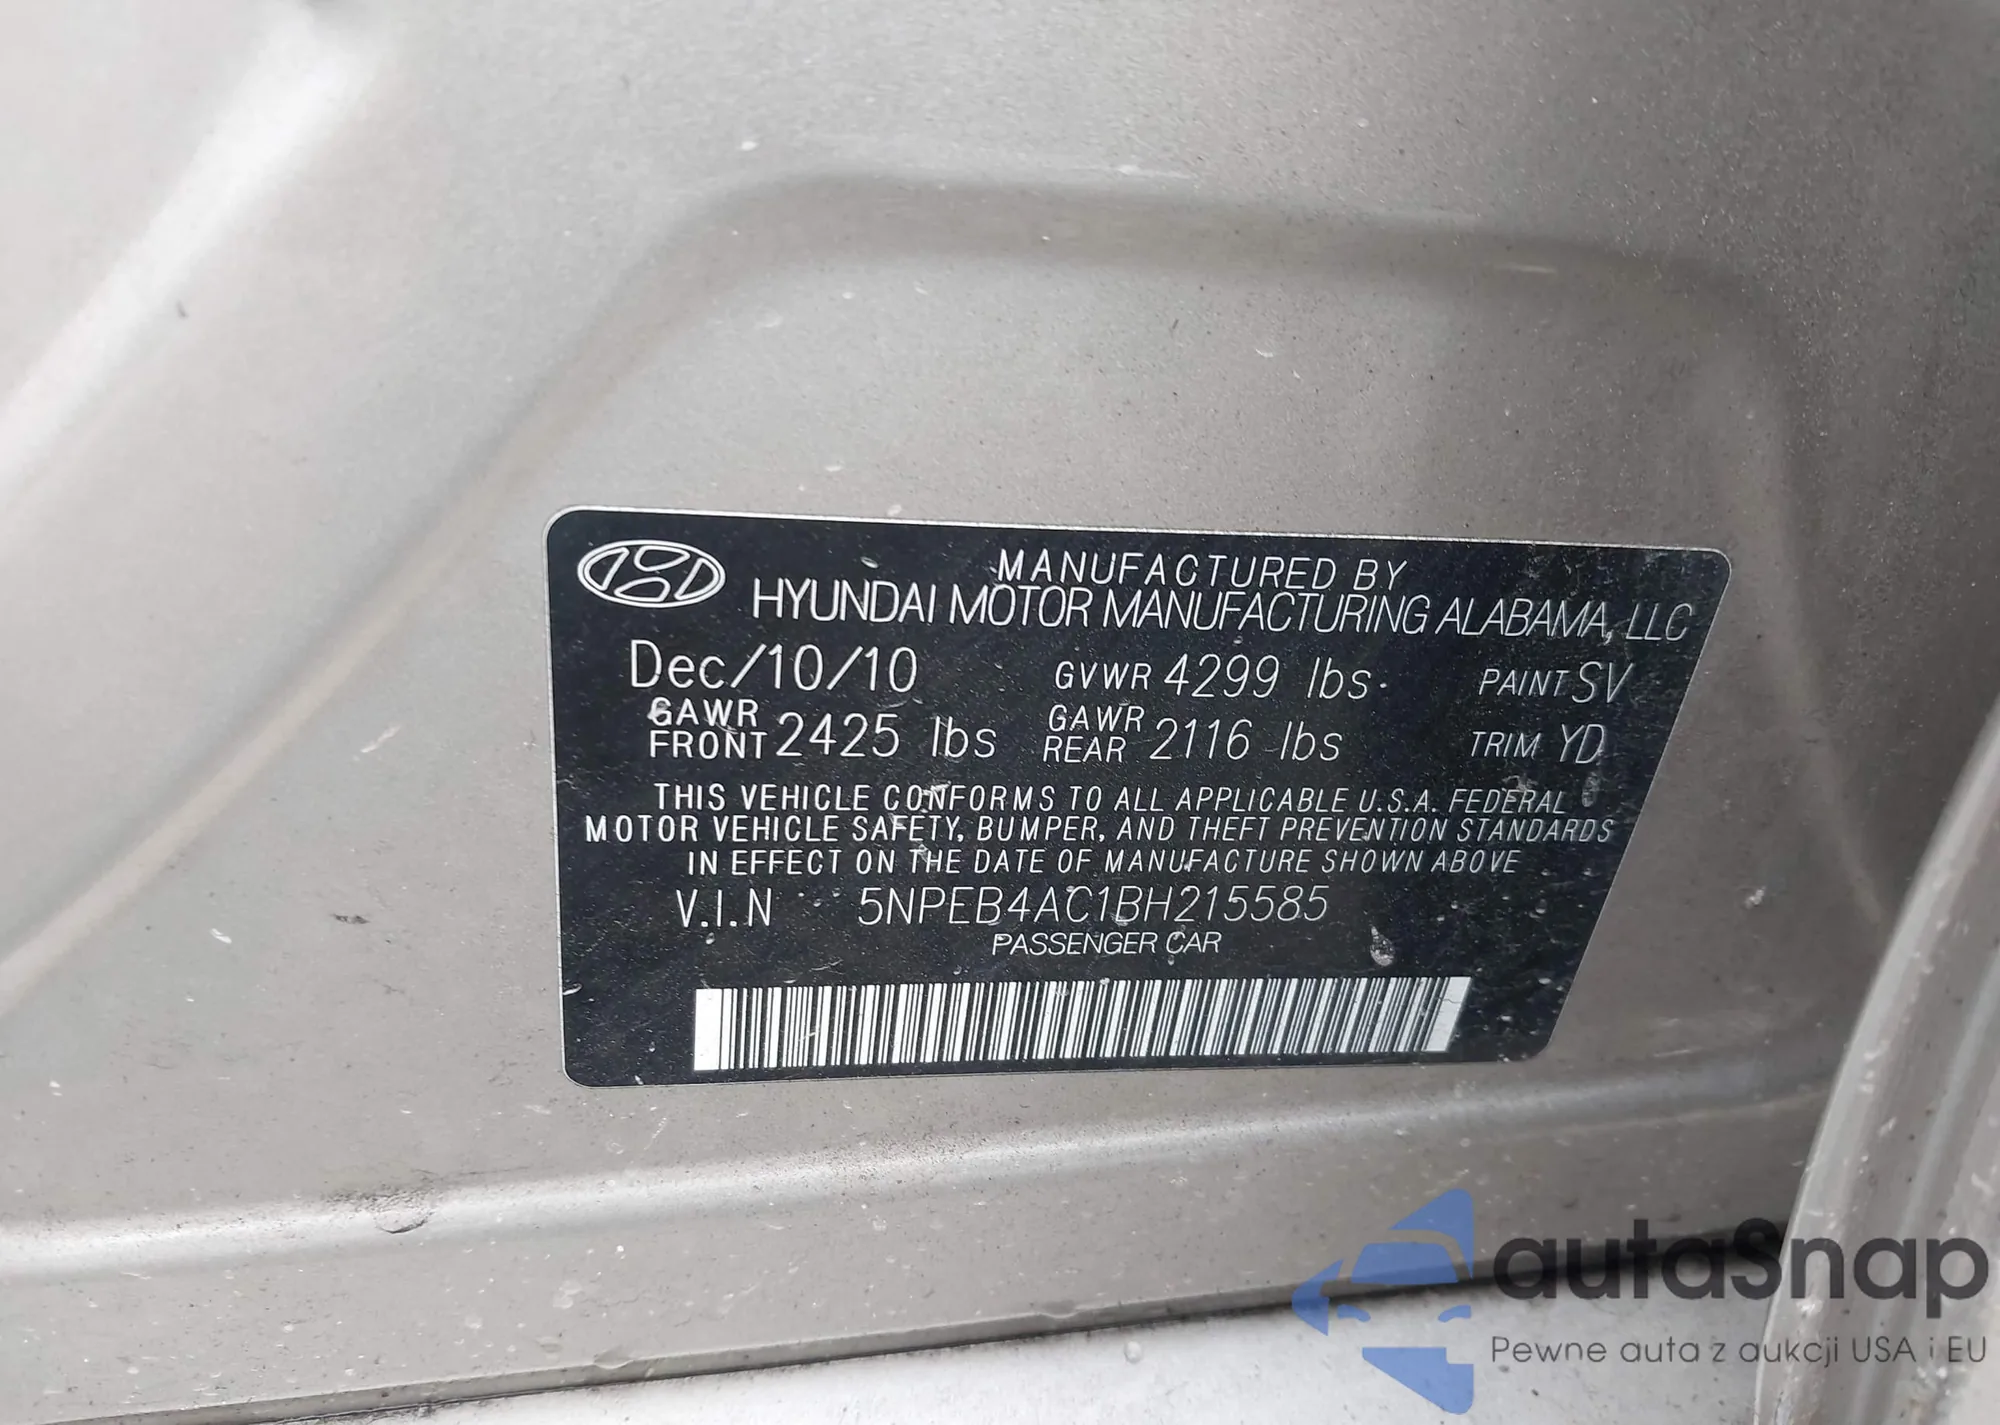 MANUFACTURED BY
HYUNDAI MOTOR MANUFACTURING ALABAMA, LLC
Dec/10/10 GVWR 4299 lbs. PAINT SV
GAWR FRONT 2425 lbs GAWR REAR 2116 lbs TRIM YD
THIS VEHICLE CONFORMS TO ALL APPLICABLE U.S.A. FEDERAL
MOTOR VEHICLE SAFETY, BUMPER, AND THEFT PREVENTION STANDARDS
IN EFFECT ON THE DATE OF MANUFACTURE SHOWN ABOVE
V.I.N 5NPEB4AC1BH215585
PASSENGER CAR
autaSnap
Pewne auta z aukcji USA i EU